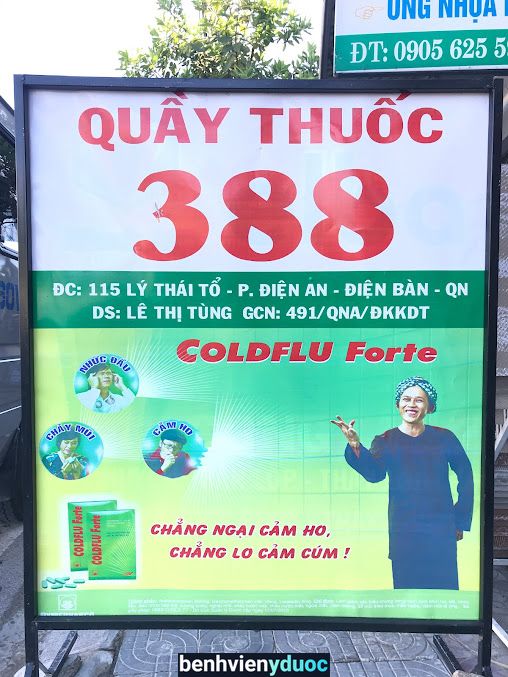 ỐNG NHỰA
ĐT: 0905 625
QUẦY THUỐC
388
ĐC: 115 LÝ THÁI TỔ - P. ĐIỆN AN - ĐIỆN BÀN - QN
DS: LÊ THỊ TÙNG GCN: 491/QNA/ĐKKDT
COLDFLU Forte
NHỨC ĐẦU
CHẢY MŨI
CẢM HO
COLDFLU Forte
COLDFLU Forte
CHẲNG NGẠI CẢM HO,
CHẲNG LO CẢM CÚM !
benhvienyduoc